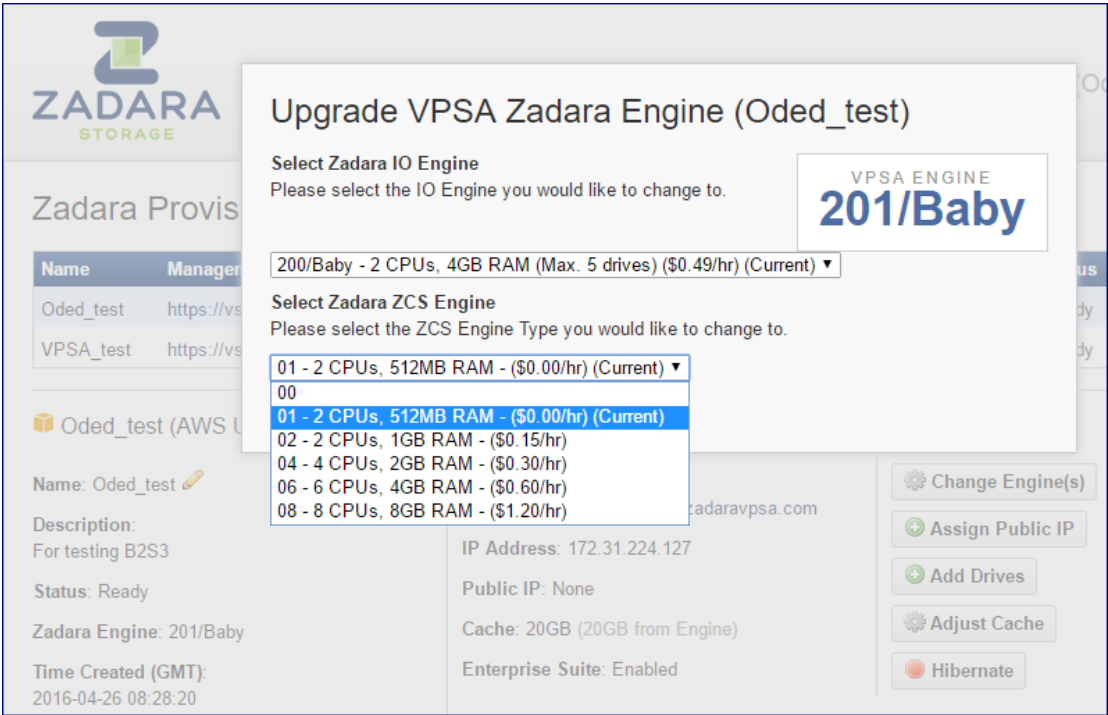 ZADARA
STORAGE
(Od
Upgrade VPSA Zadara Engine (Oded_test)
Select Zadara IO Engine
Please select the IO Engine you would like to change to.
VPSA ENGINE
201/Baby
200/Baby - 2 CPUs, 4GB RAM (Max. 5 drives) ($0.49/hr) (Current)
Select Zadara ZCS Engine
Please select the ZCS Engine Type you would like to change to.
01 - 2 CPUs, 512MB RAM - ($0.00/hr) (Current)
00
01 - 2 CPUs, 512MB RAM - ($0.00/hr) (Current)
02 - 2 CPUs, 1GB RAM - ($0.15/hr)
04 - 4 CPUs, 2GB RAM - ($0.30/hr)
06 - 6 CPUs, 4GB RAM - ($0.60/hr)
08 - 8 CPUs, 8GB RAM - ($1.20/hr)
Zadara Provis
Name Manager us
Oded_test https://vs dy
VPSA_test https://vs dy
Oded_test (AWS U
Name: Oded_test
Description:
For testing B2S3
Status: Ready
Zadara Engine: 201/Baby
Time Created (GMT):
2016-04-26 08:28:20
zadaravpsa.com
IP Address: 172.31.224.127
Public IP: None
Cache: 20GB (20GB from Engine)
Enterprise Suite: Enabled
Change Engine(s)
Assign Public IP
Add Drives
Adjust Cache
Hibernate